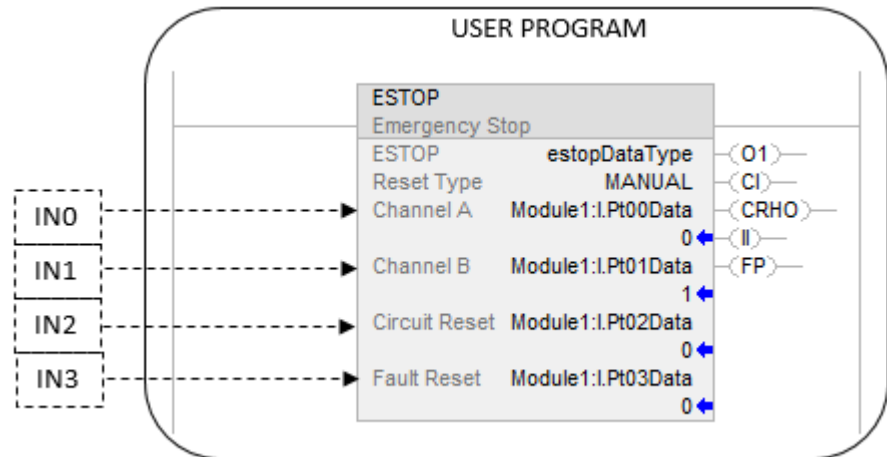 USER PROGRAM
ESTOP
Emergency Stop
ESTOP estopDataType (O1)
Reset Type MANUAL (CI)
IN0 Channel A Module1:I.Pt00Data (CRHO)
0 (II)
IN1 Channel B Module1:I.Pt01Data (FP)
1
IN2 Circuit Reset Module1:I.Pt02Data
0
IN3 Fault Reset Module1:I.Pt03Data
0